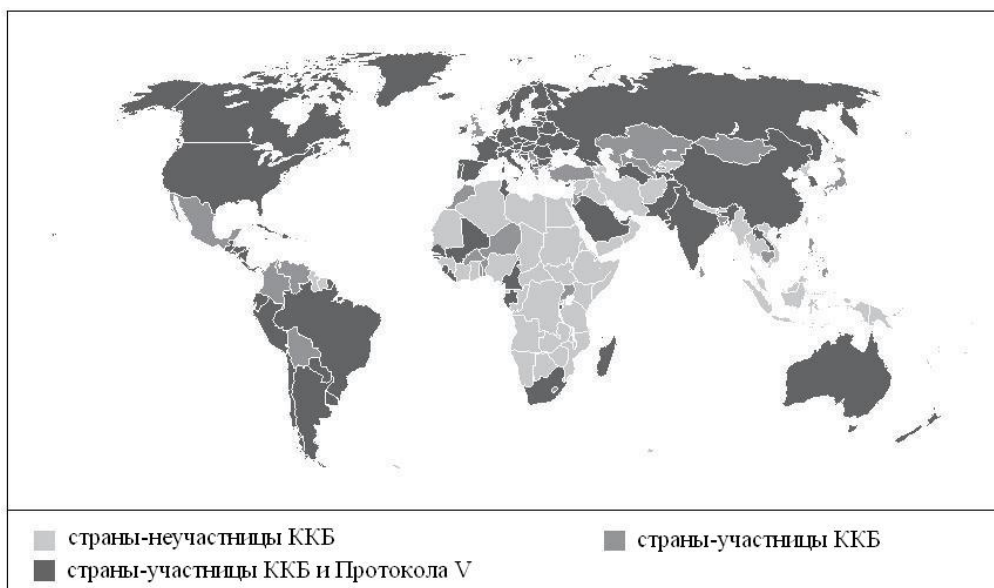 страны-неучастницы ККБ
страны-участницы ККБ
страны-участницы ККБ и Протокола V